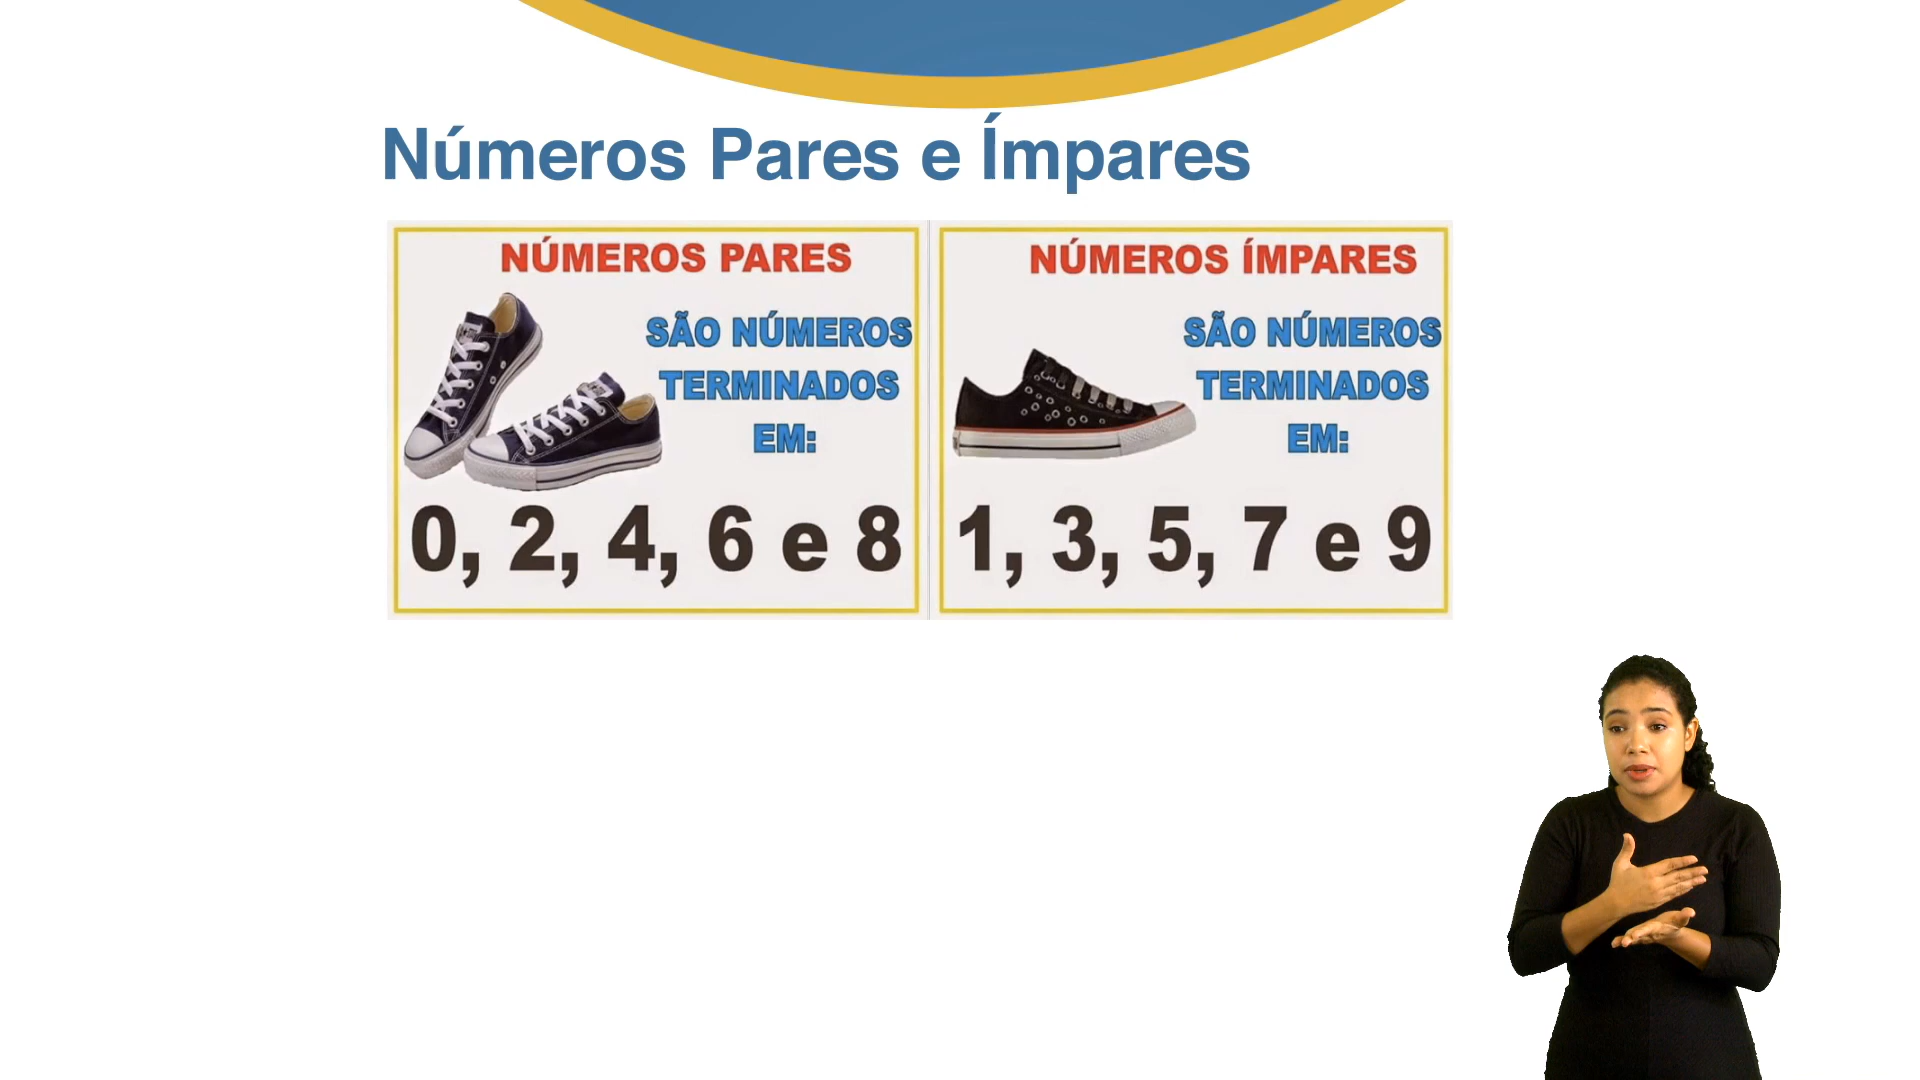 Números Pares e Ímpares
NÚMEROS PARES
SÃO NÚMEROS
TERMINADOS
EM:
0, 2, 4, 6 e 8
NÚMEROS ÍMPARES
SÃO NÚMEROS
TERMINADOS
EM:
1, 3, 5, 7 e 9